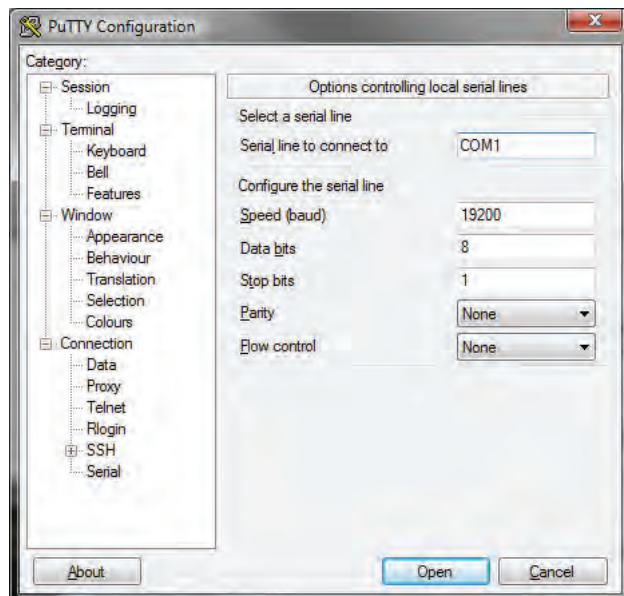 PuTTY Configuration
Category:
Session
Logging
Terminal
Keyboard
Bell
Features
Window
Appearance
Behaviour
Translation
Selection
Colours
Connection
Data
Proxy
Telnet
Rlogin
SSH
Serial
Options controlling local serial lines
Select a serial line
Serial line to connect to COM1
Configure the serial line
Speed (baud) 19200
Data bits 8
Stop bits 1
Parity None
Flow control None
About Open Cancel